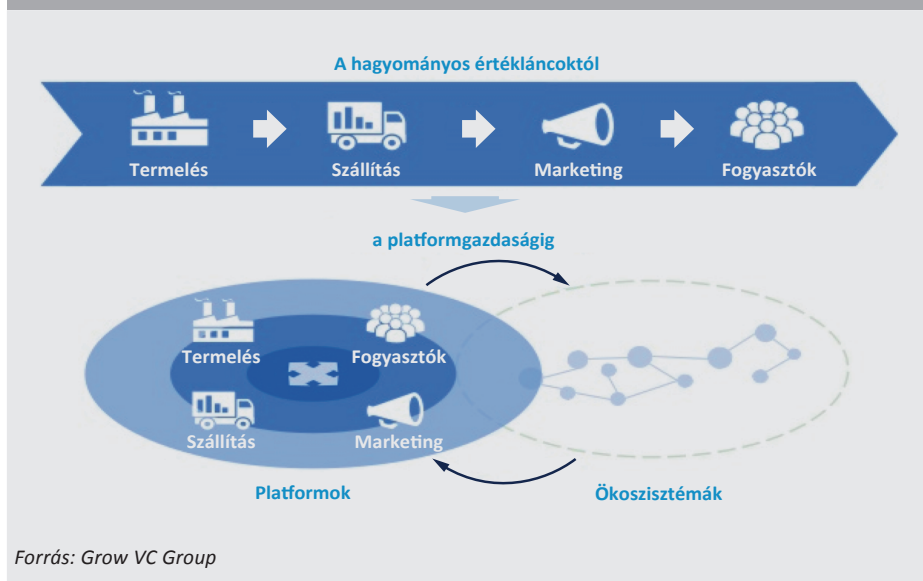 A hagyományos értékláncoktól
Termelés
Szállítás
Marketing
Fogyasztók
a platformgazdaságig
Termelés
Fogyasztók
Szállítás
Marketing
Platformok
Ökoszisztémák
Forrás: Grow VC Group